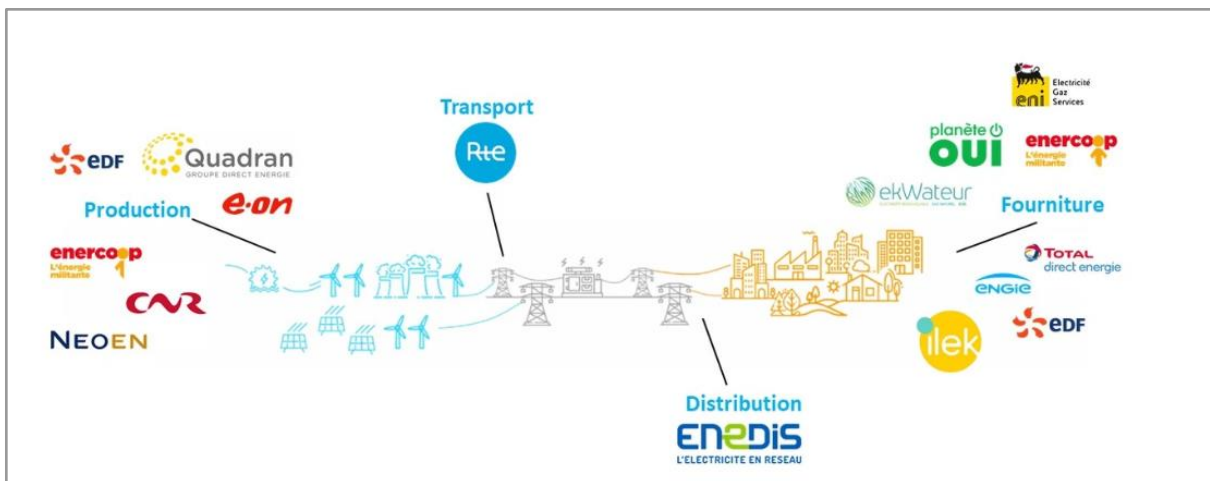 eni
Electricité
Gaz
Services
Transport
Rte
eDF
Quadran
GROUPE DIRECT ENERGIE
e·on
Production
planète
OUI
enercoop
L'énergie
militante
ekWateur
Fourniture
enercoop
L'énergie
militante
CNR
NEOEN
TOTAL
direct energie
ENGIE
ilek
eDF
Distribution
ENEDIS
L'ELECTRICITE EN RESEAU